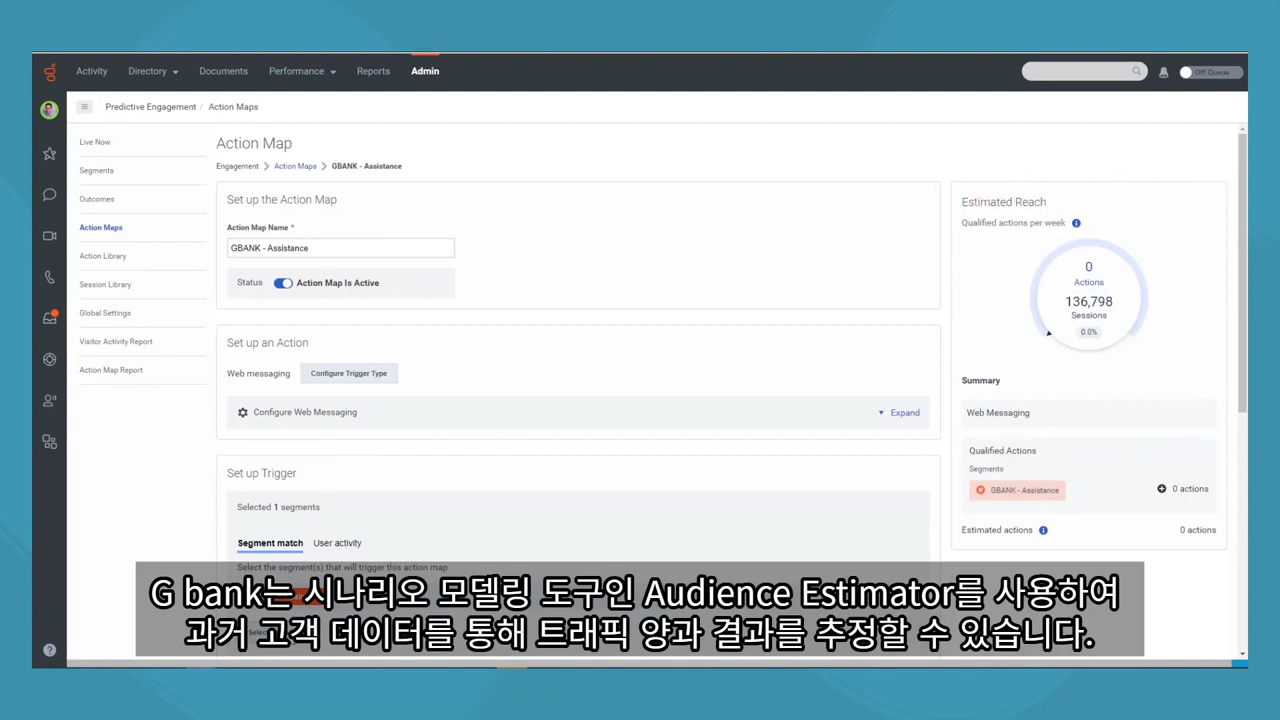 Activity
Directory
Documents
Performance
Reports
Admin
Off Queue
Predictive Engagement / Action Maps
Live Now
Segments
Outcomes
Action Maps
Action Library
Session Library
Global Settings
Visitor Activity Report
Action Map Report
Action Map
Engagement > Action Maps > GBANK - Assistance
Set up the Action Map
Action Map Name *
GBANK - Assistance
Status Action Map Is Active
Set up an Action
Web messaging Configure Trigger Type
Configure Web Messaging Expand
Set up Trigger
Selected 1 segments
Segment match User activity
Select the segment(s) that will trigger this action map
Estimated Reach
Qualified actions per week
0
Actions
136,798
Sessions
0.0%
Summary
Web Messaging
Qualified Actions
Segments
GBANK - Assistance 0 actions
Estimated actions 0 actions
G bank는 시나리오 모델링 도구인 Audience Estimator를 사용하여
과거 고객 데이터를 통해 트래픽 양과 결과를 추정할 수 있습니다.